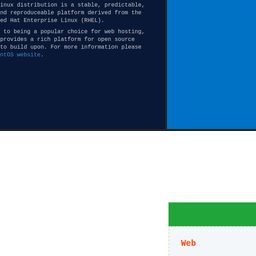 inux distribution is a stable, predictable,
nd reproduceable platform derived from the
ed Hat Enterprise Linux (RHEL).
to being a popular choice for web hosting,
provides a rich platform for open source
to build upon. For more information please
ntOS website.
Web